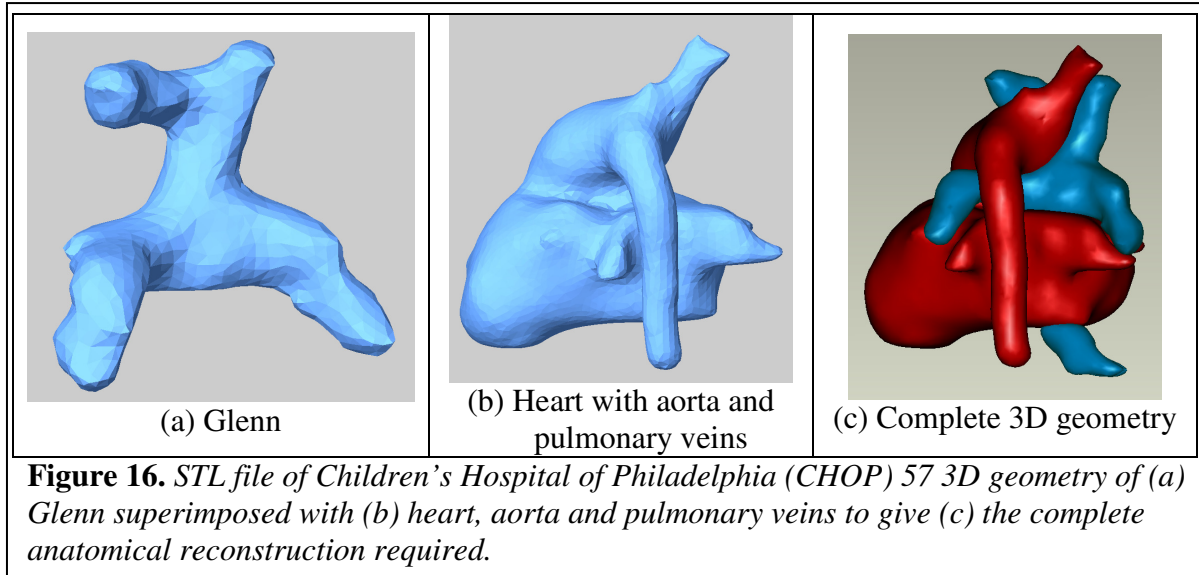 (a) Glenn
(b) Heart with aorta and
pulmonary veins
(c) Complete 3D geometry
Figure 16. STL file of Children's Hospital of Philadelphia (CHOP) 57 3D geometry of (a)
Glenn superimposed with (b) heart, aorta and pulmonary veins to give (c) the complete
anatomical reconstruction required.